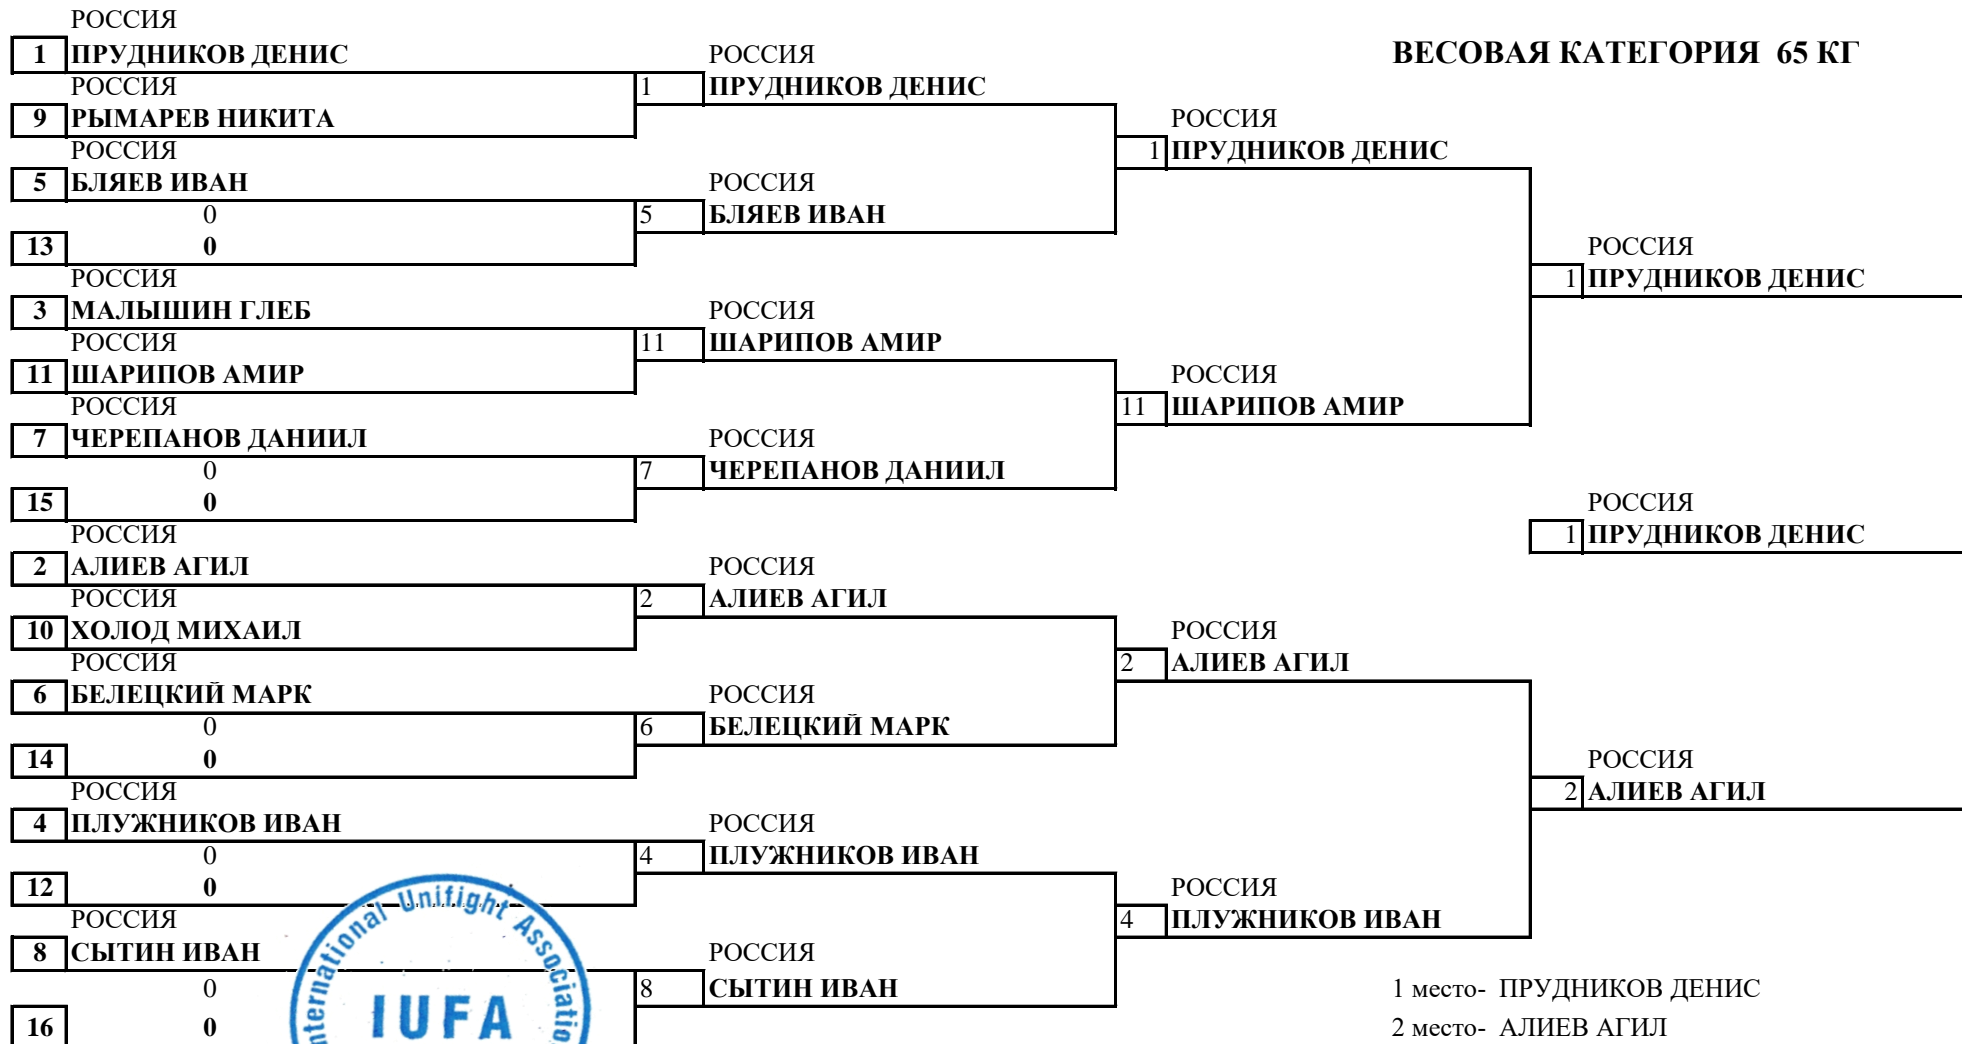 РОССИЯ
1 ПРУДНИКОВ ДЕНИС
РОССИЯ
ВЕСОВАЯ КАТЕГОРИЯ 65 КГ
РОССИЯ
1 ПРУДНИКОВ ДЕНИС
9 РЫМАРЕВ НИКИТА
РОССИЯ
РОССИЯ
1 ПРУДНИКОВ ДЕНИС
5 БЛЯЕВ ИВАН
РОССИЯ
0
5 БЛЯЕВ ИВАН
13 0
РОССИЯ
РОССИЯ
1 ПРУДНИКОВ ДЕНИС
3 МАЛЫШИН ГЛЕБ
РОССИЯ
РОССИЯ
11 ШАРИПОВ АМИР
11 ШАРИПОВ АМИР
РОССИЯ
РОССИЯ
11 ШАРИПОВ АМИР
7 ЧЕРЕПАНОВ ДАНИИЛ
РОССИЯ
0
7 ЧЕРЕПАНОВ ДАНИИЛ
15 0
РОССИЯ
РОССИЯ
1 ПРУДНИКОВ ДЕНИС
2 АЛИЕВ АГИЛ
РОССИЯ
РОССИЯ
2 АЛИЕВ АГИЛ
10 ХОЛОД МИХАИЛ
РОССИЯ
РОССИЯ
2 АЛИЕВ АГИЛ
6 БЕЛЕЦКИЙ МАРК
РОССИЯ
0
6 БЕЛЕЦКИЙ МАРК
14 0
РОССИЯ
РОССИЯ
2 АЛИЕВ АГИЛ
4 ПЛУЖНИКОВ ИВАН
РОССИЯ
0
4 ПЛУЖНИКОВ ИВАН
12 0
РОССИЯ
РОССИЯ
4 ПЛУЖНИКОВ ИВАН
8 СЫТИН ИВАН
РОССИЯ
0
8 СЫТИН ИВАН
1 место- ПРУДНИКОВ ДЕНИС
16 0
2 место- АЛИЕВ АГИЛ
International Unifight Association
IUFA